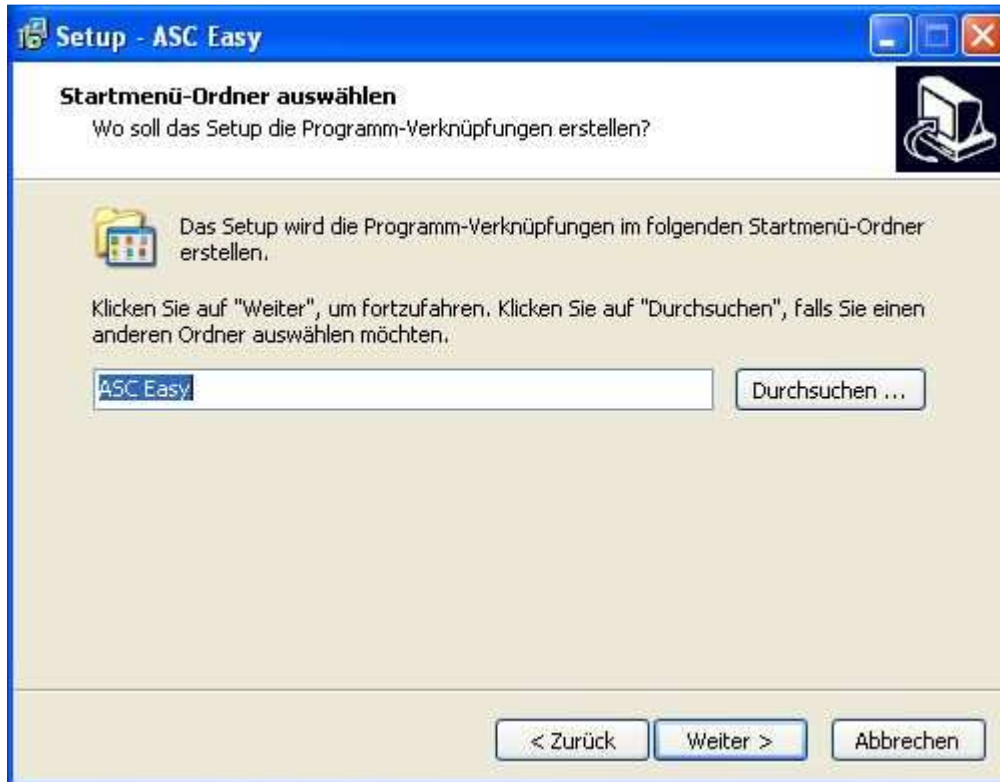 Setup - ASC Easy
Startmenü-Ordner auswählen
Wo soll das Setup die Programm-Verknüpfungen erstellen?
Das Setup wird die Programm-Verknüpfungen im folgenden Startmenü-Ordner
erstellen.
Klicken Sie auf "Weiter", um fortzufahren. Klicken Sie auf "Durchsuchen", falls Sie einen
anderen Ordner auswählen möchten.
ASC Easy
Durchsuchen ...
< Zurück
Weiter >
Abbrechen